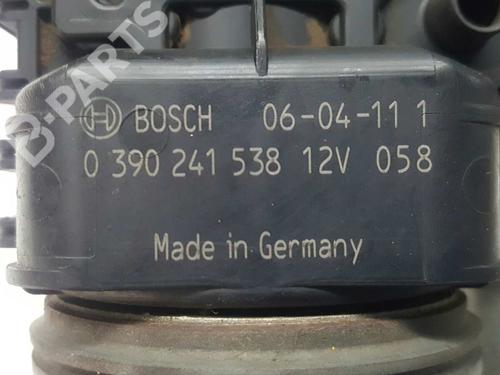 B-PARTS
BOSCH 06-04-11 1
0 390 241 538 12V 058
Made in Germany